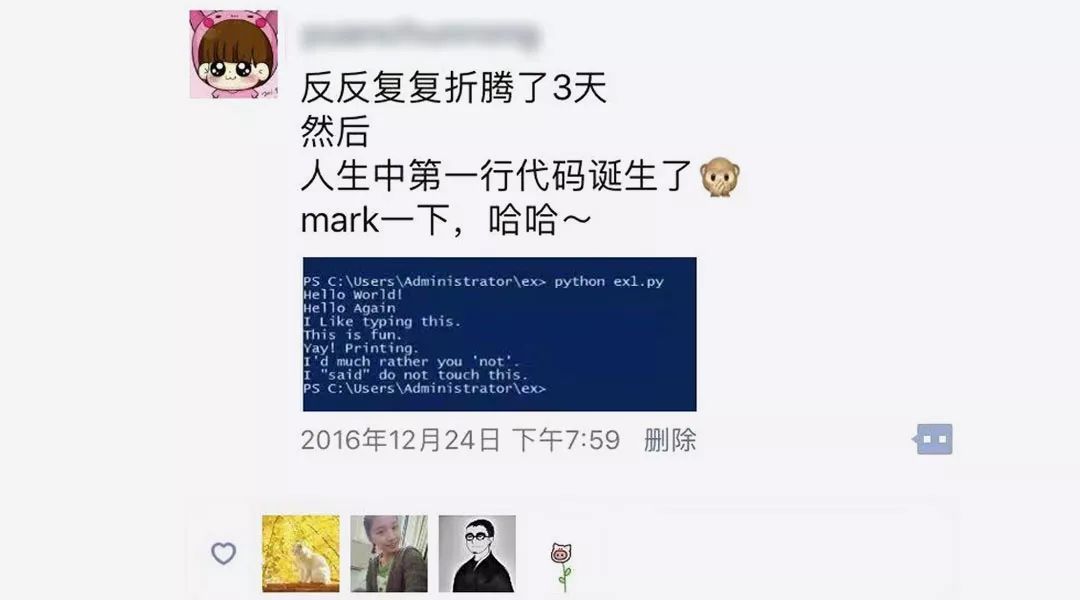 反反复复折腾了3天
然后
人生中第一行代码诞生了🙊
mark一下，哈哈～
PS C:\Users\Administrator\ex> python ex1.py
Hello World!
Hello Again
I Like typing this.
This is fun.
Yay! Printing.
I'd much rather you 'not'.
I "said" do not touch this.
PS C:\Users\Administrator\ex>
2016年12月24日 下午7:59 删除